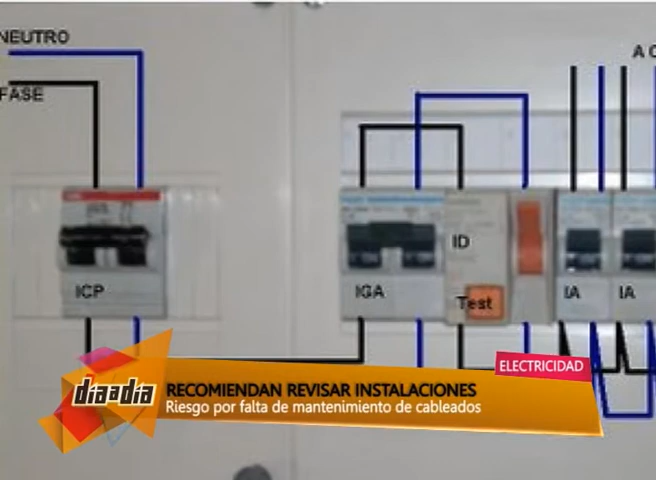 NEUTRO
FASE
A C
ICP
IGA
ID
Test
IA
IA
ELECTRICIDAD
díaadía
RECOMIENDAN REVISAR INSTALACIONES
Riesgo por falta de mantenimiento de cableados